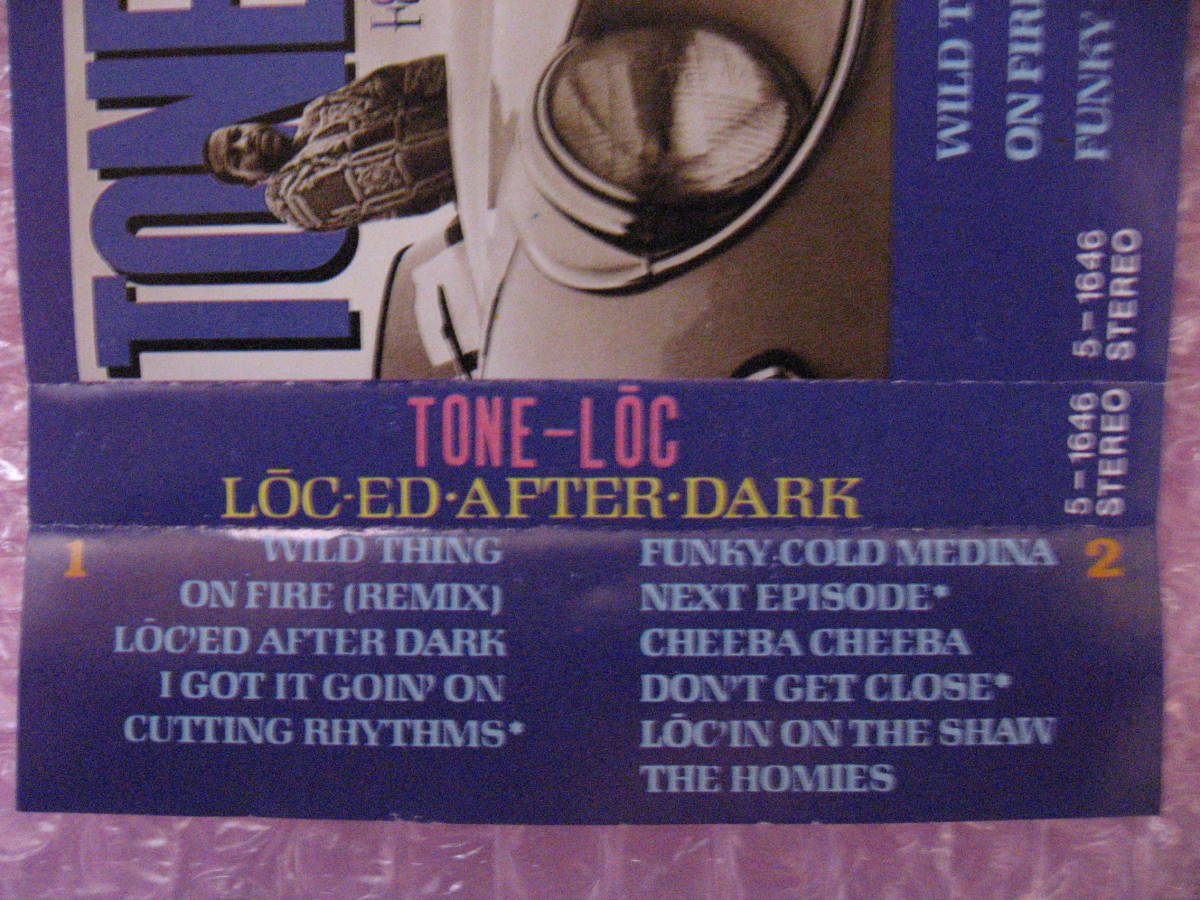 TONE
WILD T
ON FIRE
FUNKY
5-1646
STEREO
TONE-LŌC
LŌC·ED·AFTER·DARK
5-1646
STEREO
1
WILD THING
ON FIRE (REMIX)
LŌC'ED AFTER DARK
I GOT IT GOIN' ON
CUTTING RHYTHMS*
2
FUNKY COLD MEDINA
NEXT EPISODE*
CHEEBA CHEEBA
DON'T GET CLOSE*
LŌC'IN ON THE SHAW
THE HOMIES